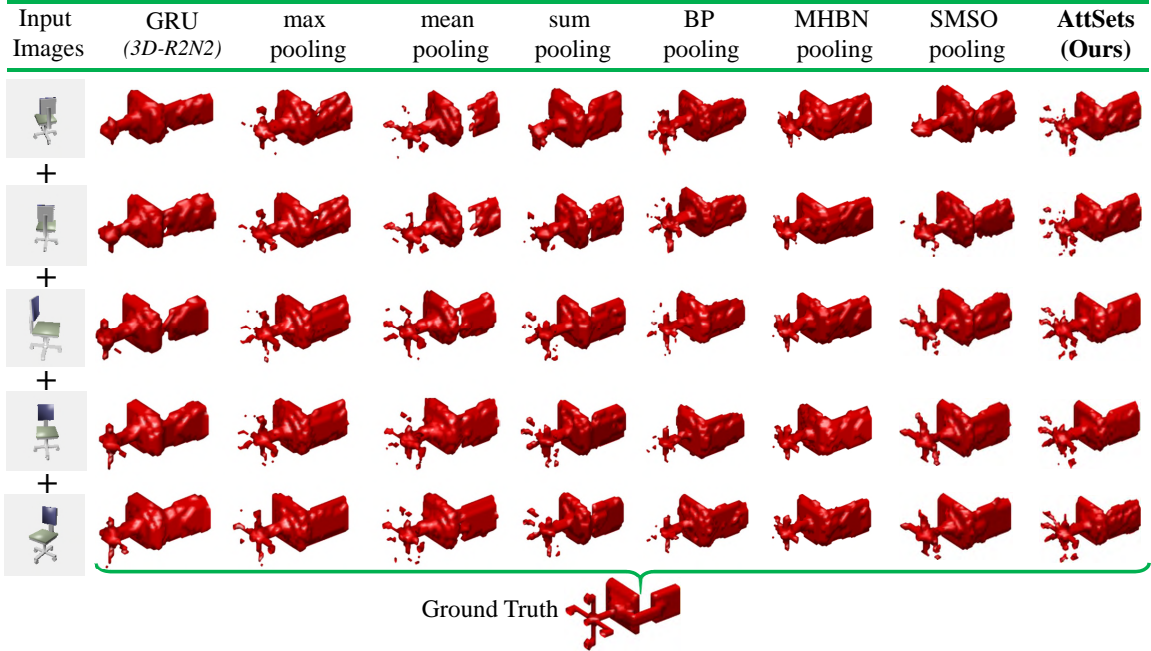 Input Images
GRU (3D-R2N2)
max pooling
mean pooling
sum pooling
BP pooling
MHBN pooling
SMSO pooling
AttSets (Ours)
+
+
+
+
Ground Truth